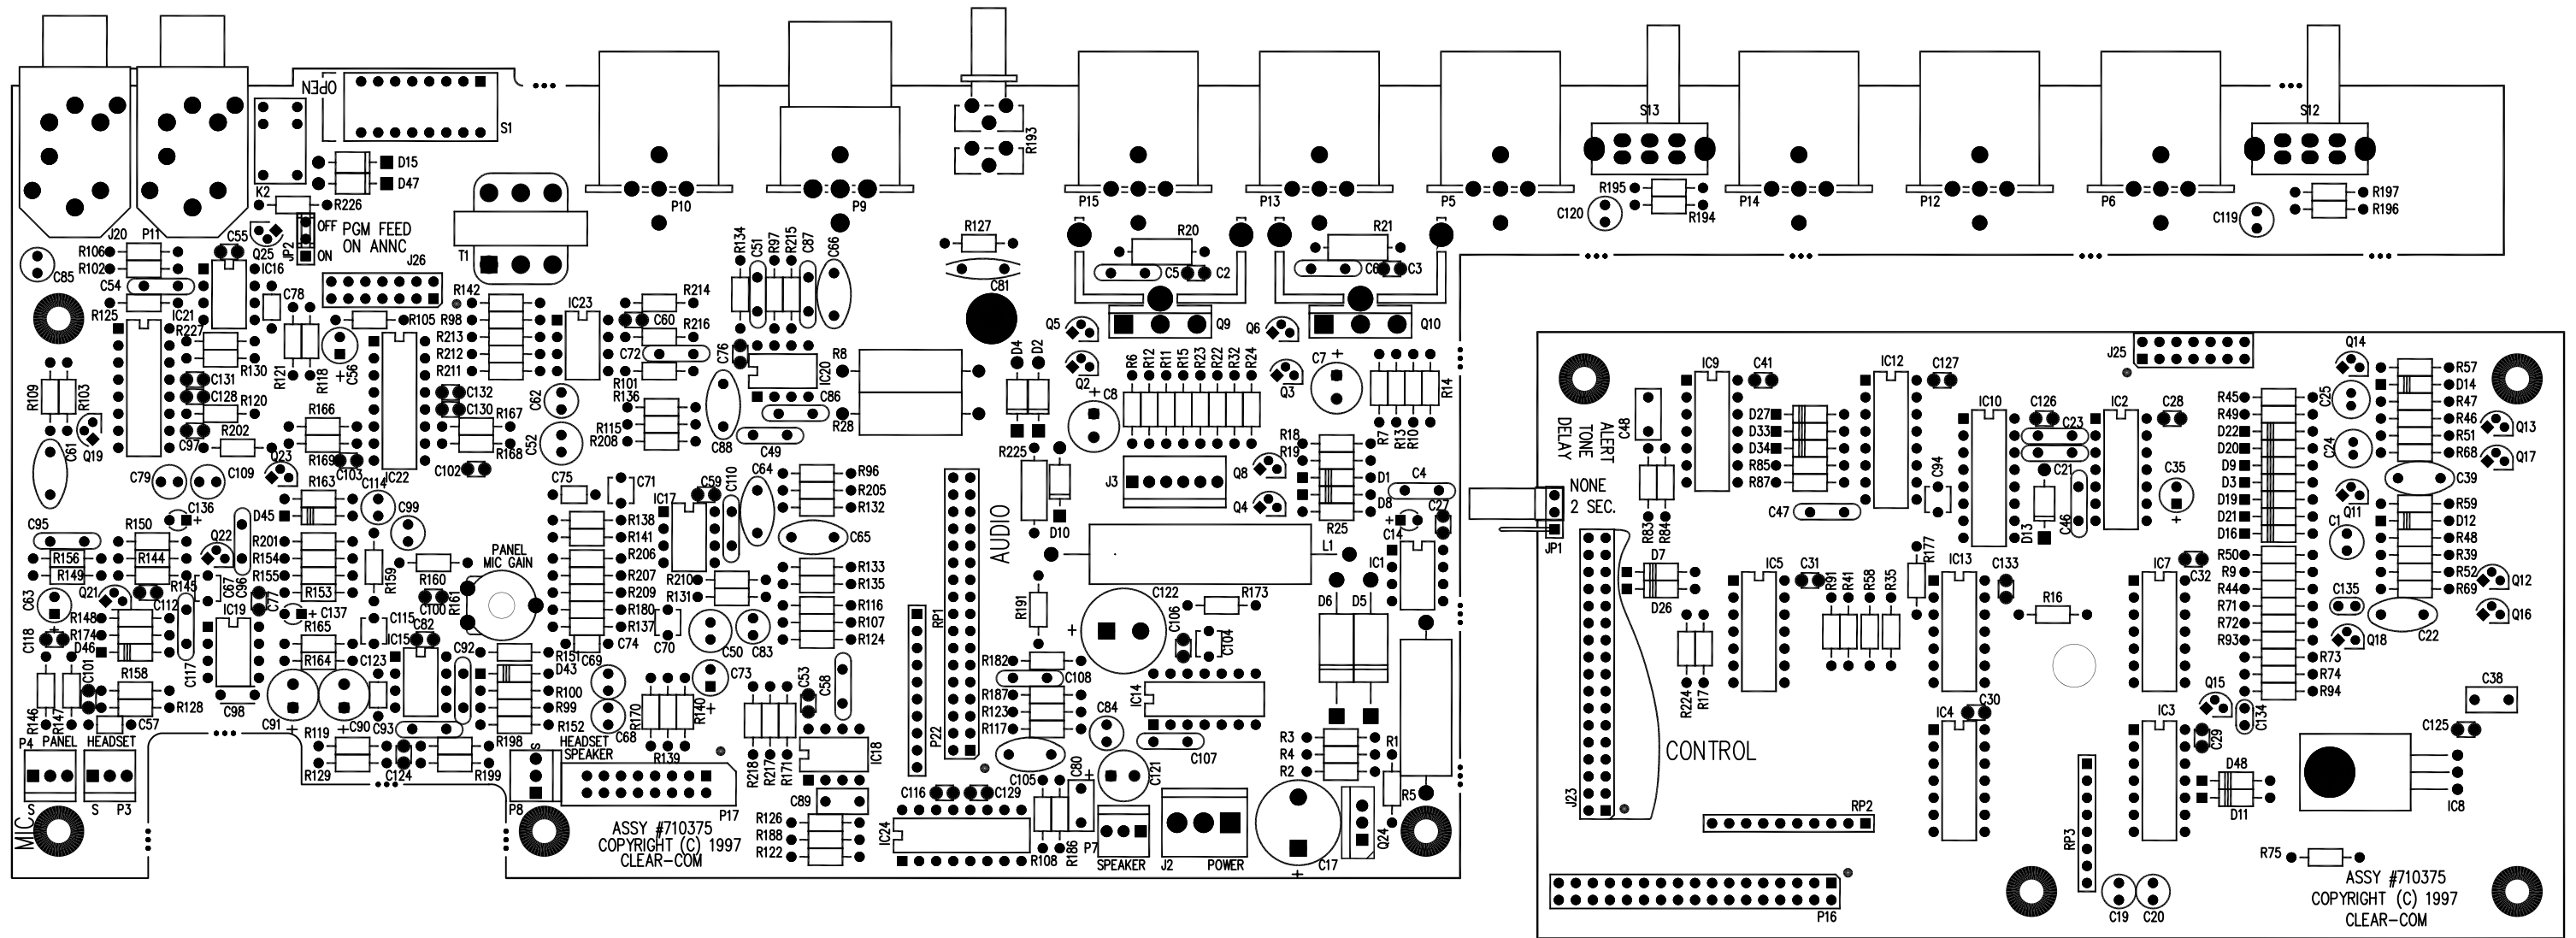 OPEN
S1
D15
D47
K2
R226
OFF
JP2
ON
PGM FEED
ON ANNC
J20
P11
R106
R102
C54
R125
C85
C55
Q25
IC16
IC21
R227
C78
R121
R118
C56
R105
J26
T1
P10
P9
R193
P15
P13
P5
S13
R195
R194
C120
P14
P12
P6
S12
R197
R196
C119
R142
R98
R213
R212
R211
IC23
R214
C60
R216
C72
R101
R136
R115
R208
R134
C51
R97
R215
C87
C66
C76
IC20
C86
C88
C49
R8
R28
R127
C81
D4
D2
Q5
Q2
C8
R20
C5
C2
Q9
R21
C6
C3
Q10
Q6
Q3
C7
R6
R12
R11
R15
R23
R22
R32
R24
R7
R13
R10
R14
J3
Q8
Q4
R18
R19
D1
D8
R25
C4
C27
C14
IC1
R225
D10
L1
R109
R103
Q19
C61
R130
C131
C128
R120
C97
R202
C79
C109
Q23
R166
R169
C103
IC22
C132
C130
R167
R168
C102
C62
C52
C75
C71
R138
R141
R206
R207
R209
R180
R137
C74
IC17
C59
C110
C64
R96
R205
R132
C65
R133
R135
R116
R107
R124
R210
R131
C70
C50
C83
C73
AUDIO
RP1
P22
R163
D45
C114
C99
C136
C95
R150
R156
R144
R149
R145
Q22
C96
C67
C77
R201
R154
R155
R153
R159
R160
C100
R161
PANEL
MIC GAIN
C63
Q21
R148
R174
D46
C112
C118
C101
C117
IC19
C137
R165
R164
C115
IC15
C82
C92
C123
R158
R128
R146
R147
C57
C98
C91
C90
C93
R119
R129
C124
R199
R198
R151
C69
D43
R100
R99
R152
C68
R170
R140
R139
P4
PANEL
HEADSET
S
S
P3
MIC
HEADSET
SPEAKER
S
P8
P17
ASSY #710375
COPYRIGHT (C) 1997
CLEAR-COM
C53
C58
R218
R217
R171
IC18
C89
R126
R188
R122
C116
C129
IC24
R108
R186
C80
R191
R182
C108
R187
R123
R117
C105
C122
R173
C106
C104
IC14
C84
C107
C121
P7
SPEAKER
J2
POWER
D6
D5
R3
R4
R2
R1
R5
C17
Q24
J25
IC9
C41
IC12
C127
C48
ALERT
TONE
DELAY
D27
D33
D34
R85
R87
C47
R83
R84
NONE
2 SEC.
JP1
C94
IC10
C126
C23
C21
D13
C46
IC2
C28
C35
Q14
C25
C24
Q11
C1
R57
D14
R47
R46
R51
R68
C39
R59
D12
R48
R39
R52
R69
C22
Q13
Q17
Q12
Q16
R45
R49
D22
D20
D9
D3
D19
D21
D16
R50
R9
R44
R71
R72
R93
R73
R74
R94
C135
Q18
D7
D26
R224
R17
IC5
C31
R91
R41
R58
R35
R177
IC13
C133
R16
IC7
C32
C30
IC4
IC3
C29
Q15
C134
C38
C125
IC8
D48
D11
CONTROL
J23
RP2
P16
RP3
C19
C20
R75
ASSY #710375
COPYRIGHT (C) 1997
CLEAR-COM